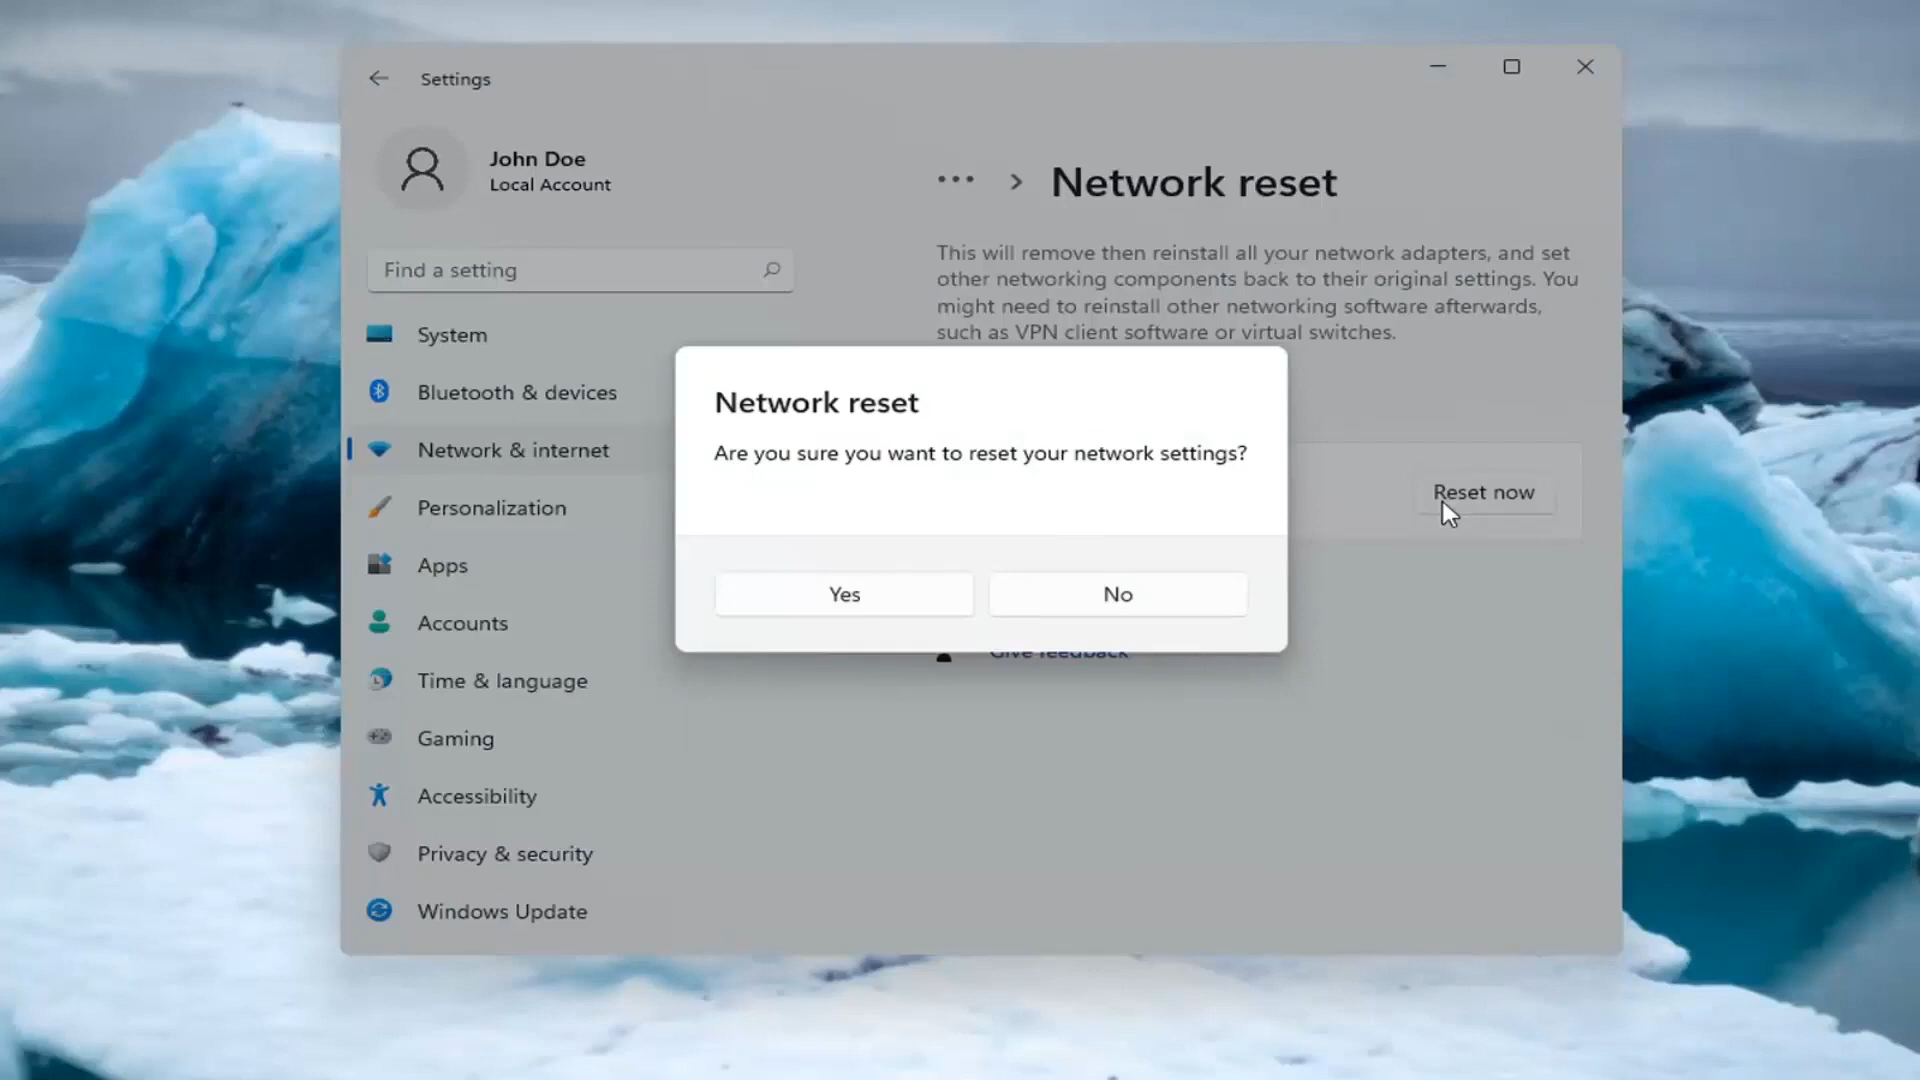 Settings
John Doe
Local Account
Find a setting
System
Bluetooth & devices
Network & internet
Personalization
Apps
Accounts
Time & language
Gaming
Accessibility
Privacy & security
Windows Update
Network reset
This will remove then reinstall all your network adapters, and set
other networking components back to their original settings. You
might need to reinstall other networking software afterwards,
such as VPN client software or virtual switches.
Reset now
Network reset
Are you sure you want to reset your network settings?
Yes
No
Give feedback